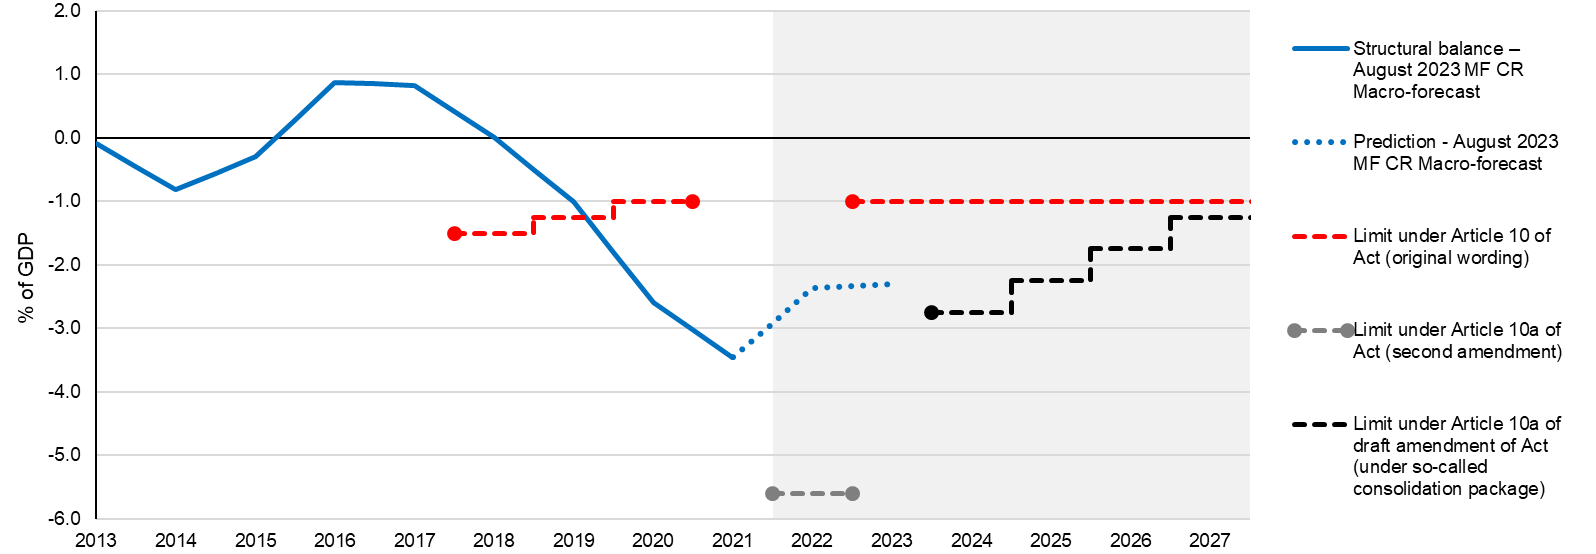 2.0
1.0
0.0
-1.0
-2.0
-3.0
-4.0
-5.0
-6.0
% of GDP
2013 2014 2015 2016 2017 2018 2019 2020 2021 2022 2023 2024 2025 2026 2027
Structural balance –
August 2023 MF CR
Macro-forecast
Prediction - August 2023
MF CR Macro-forecast
Limit under Article 10 of
Act (original wording)
Limit under Article 10a of
Act (second amendment)
Limit under Article 10a of
draft amendment of Act
(under so-called
consolidation package)